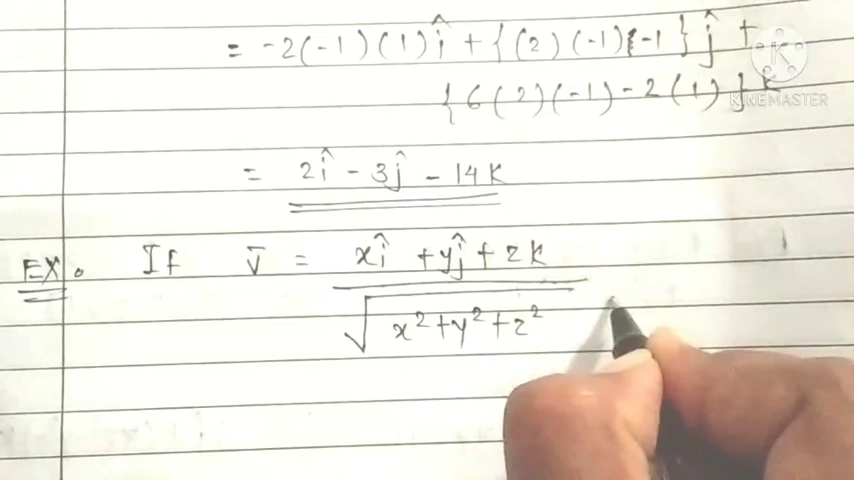 = -2(-1)(1)î + {(2)(-1){-1}ĵ +
{6(2)(-1)-2(1)}k
KINEMASTER
= 2î - 3ĵ - 14k
EX. If v̄ = xî + yĵ + zk
√x²+y²+z²